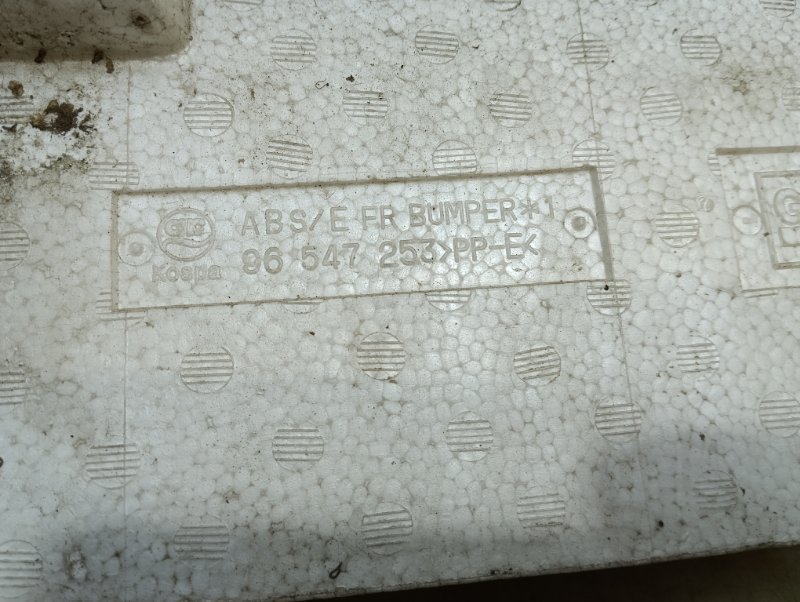 ABS/E FR BUMPER*1
Kospa 96 547 253>PP-E<
G